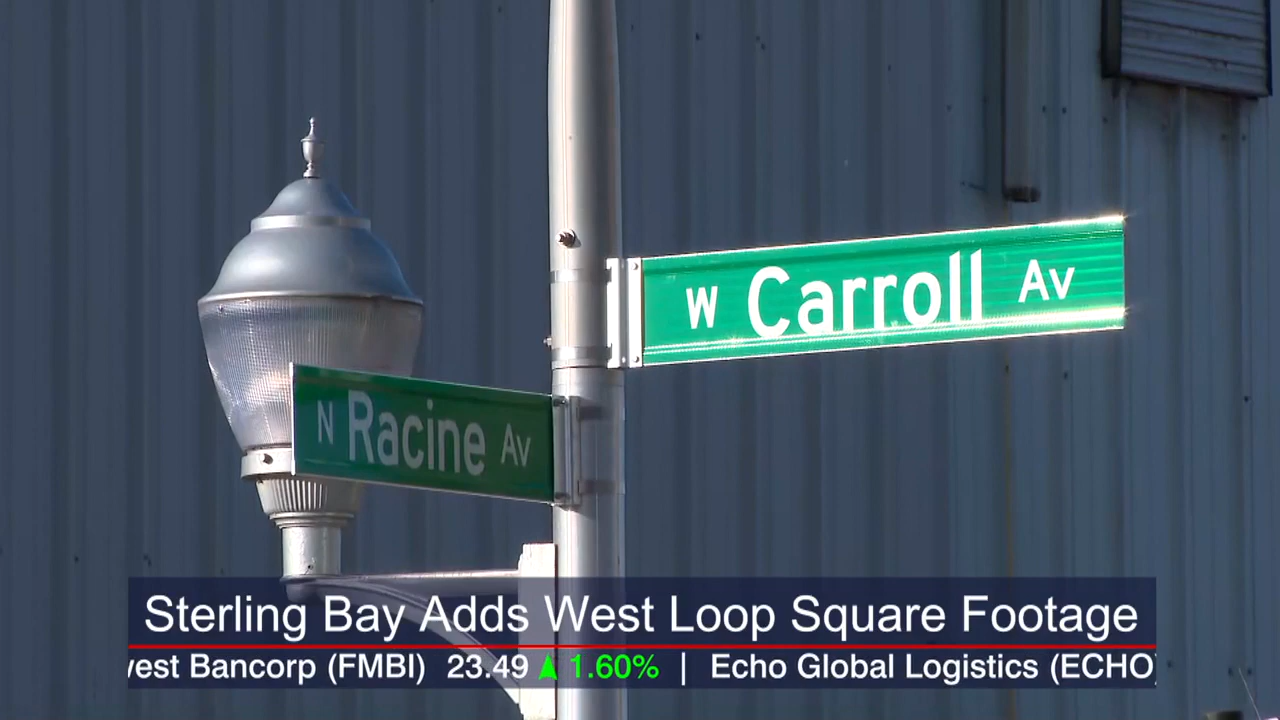 W Carroll Av
N Racine Av
Sterling Bay Adds West Loop Square Footage
Bancorp (FMBI) 23.49 ▲ 1.60% | Echo Global Logistics (ECHO)